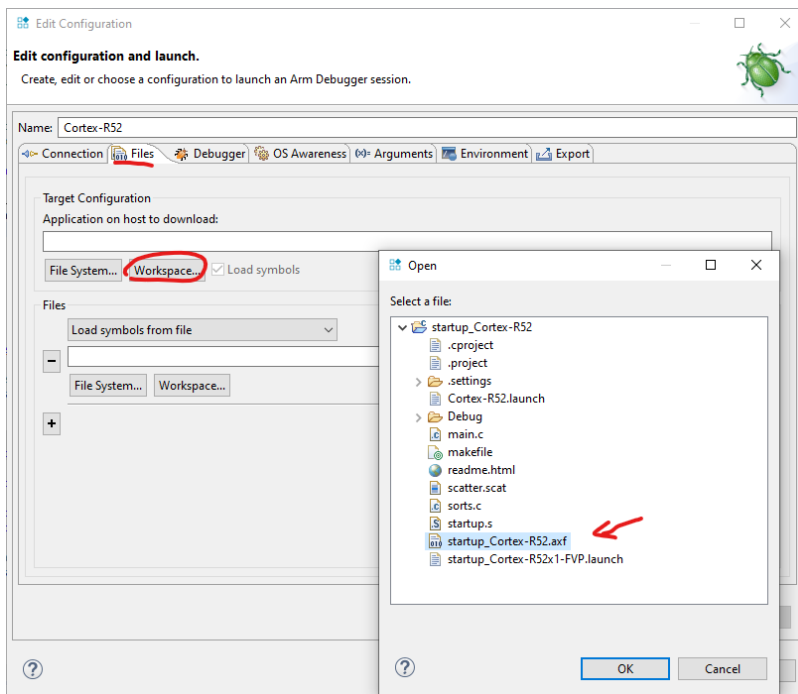 Edit Configuration
Edit configuration and launch.
Create, edit or choose a configuration to launch an Arm Debugger session.
Name: Cortex-R52
Connection Files Debugger OS Awareness (x)= Arguments Environment Export
Target Configuration
Application on host to download:
File System... Workspace... Load symbols
Files
Load symbols from file
File System... Workspace...
Open
Select a file:
startup_Cortex-R52
.cproject
.project
.settings
Cortex-R52.launch
Debug
main.c
makefile
readme.html
scatter.scat
sorts.c
startup.s
startup_Cortex-R52.axf
startup_Cortex-R52x1-FVP.launch
OK Cancel